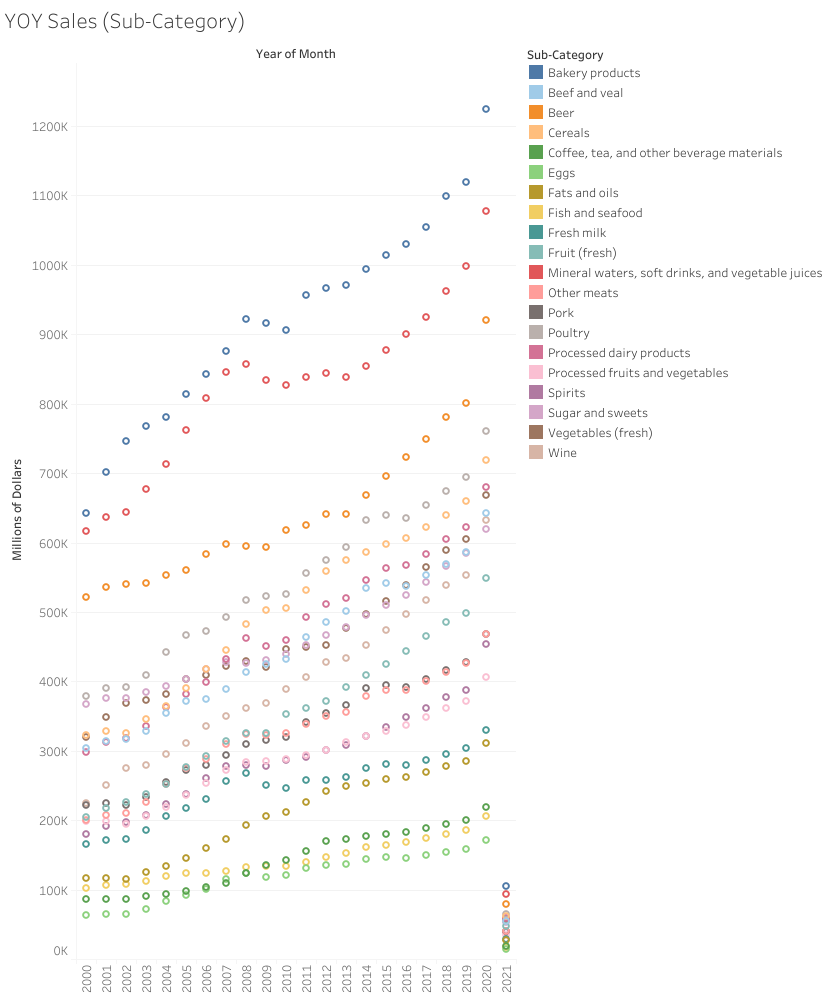 YOY Sales (Sub-Category)
Year of Month
Sub-Category
Bakery products
Beef and veal
Beer
Cereals
Coffee, tea, and other beverage materials
Eggs
Fats and oils
Fish and seafood
Fresh milk
Fruit (fresh)
Mineral waters, soft drinks, and vegetable juices
Other meats
Pork
Poultry
Processed dairy products
Processed fruits and vegetables
Spirits
Sugar and sweets
Vegetables (fresh)
Wine
Millions of Dollars
1200K
1100K
1000K
900K
800K
700K
600K
500K
400K
300K
200K
100K
0K
2000 2001 2002 2003 2004 2005 2006 2007 2008 2009 2010 2011 2012 2013 2014 2015 2016 2017 2018 2019 2020 2021